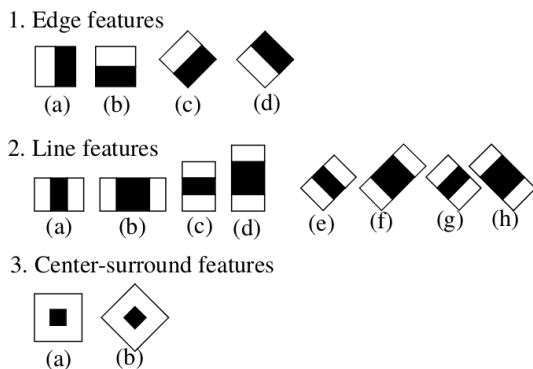 1. Edge features
(a) (b) (c) (d)
2. Line features
(a) (b) (c) (d) (e) (f) (g) (h)
3. Center-surround features
(a) (b)